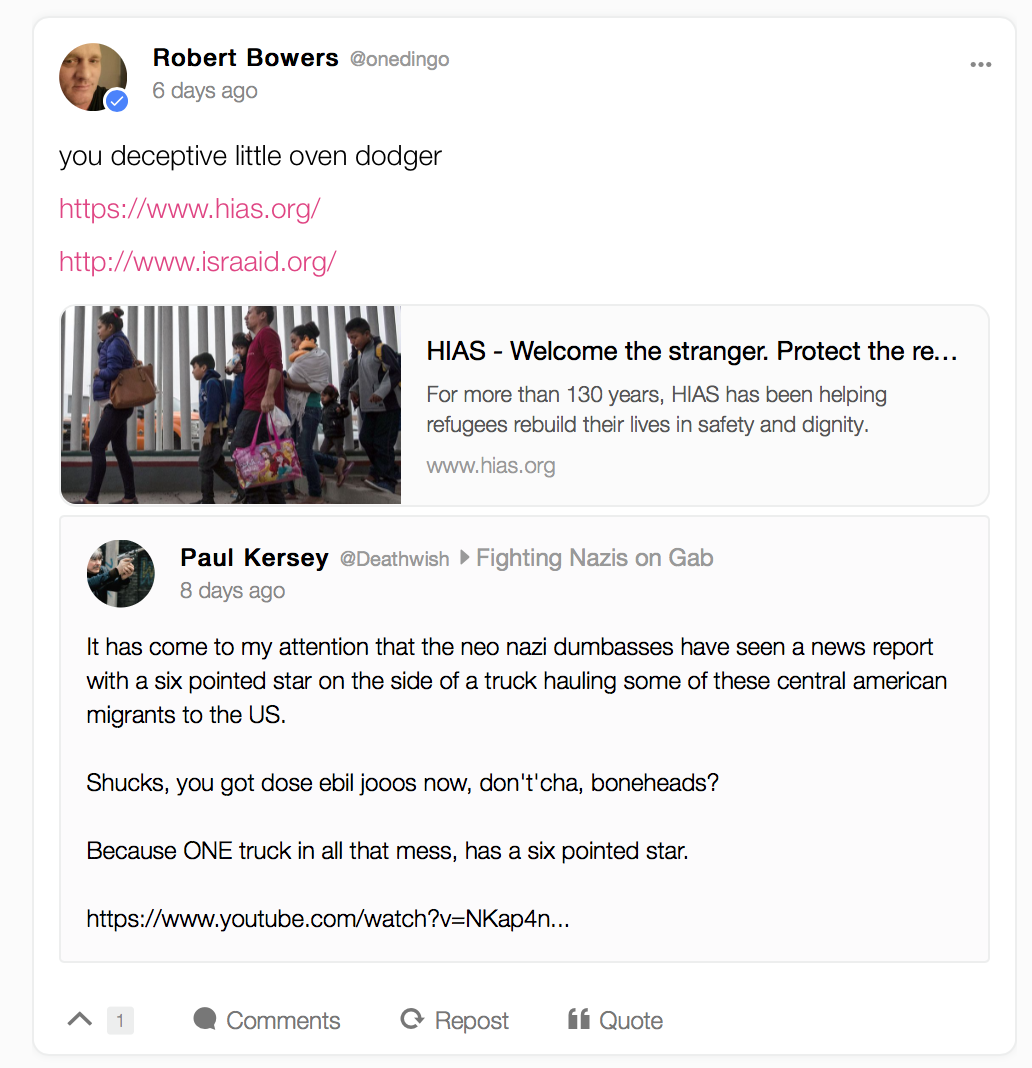 Robert Bowers @onedingo
6 days ago
you deceptive little oven dodger
https://www.hias.org/
http://www.israaid.org/
HIAS - Welcome the stranger. Protect the re...
For more than 130 years, HIAS has been helping
refugees rebuild their lives in safety and dignity.
www.hias.org
Paul Kersey @Deathwish Fighting Nazis on Gab
8 days ago
It has come to my attention that the neo nazi dumbasses have seen a news report
with a six pointed star on the side of a truck hauling some of these central american
migrants to the US.
Shucks, you got dose ebil jooos now, don't'cha, boneheads?
Because ONE truck in all that mess, has a six pointed star.
https://www.youtube.com/watch?v=NKap4n...
1 Comments Repost Quote